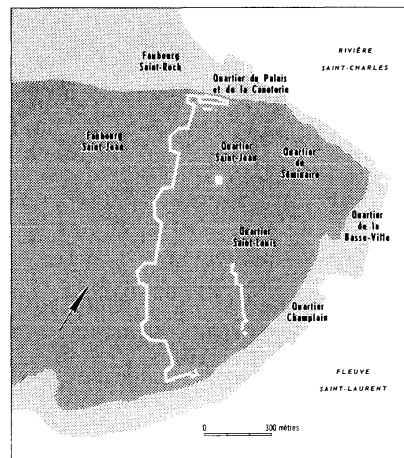 RIVIÈRE
SAINT-CHARLES
Faubourg
Saint-Roch
Quartier du Palais
et de la Canoterie
Faubourg
Saint-Jean
Quartier
Saint-Jean
Quartier
du
Séminaire
Quartier
de la
Basse-Ville
Quartier
Saint-Louis
Quartier
Champlain
FLEUVE
SAINT-LAURENT
0 300 mètres